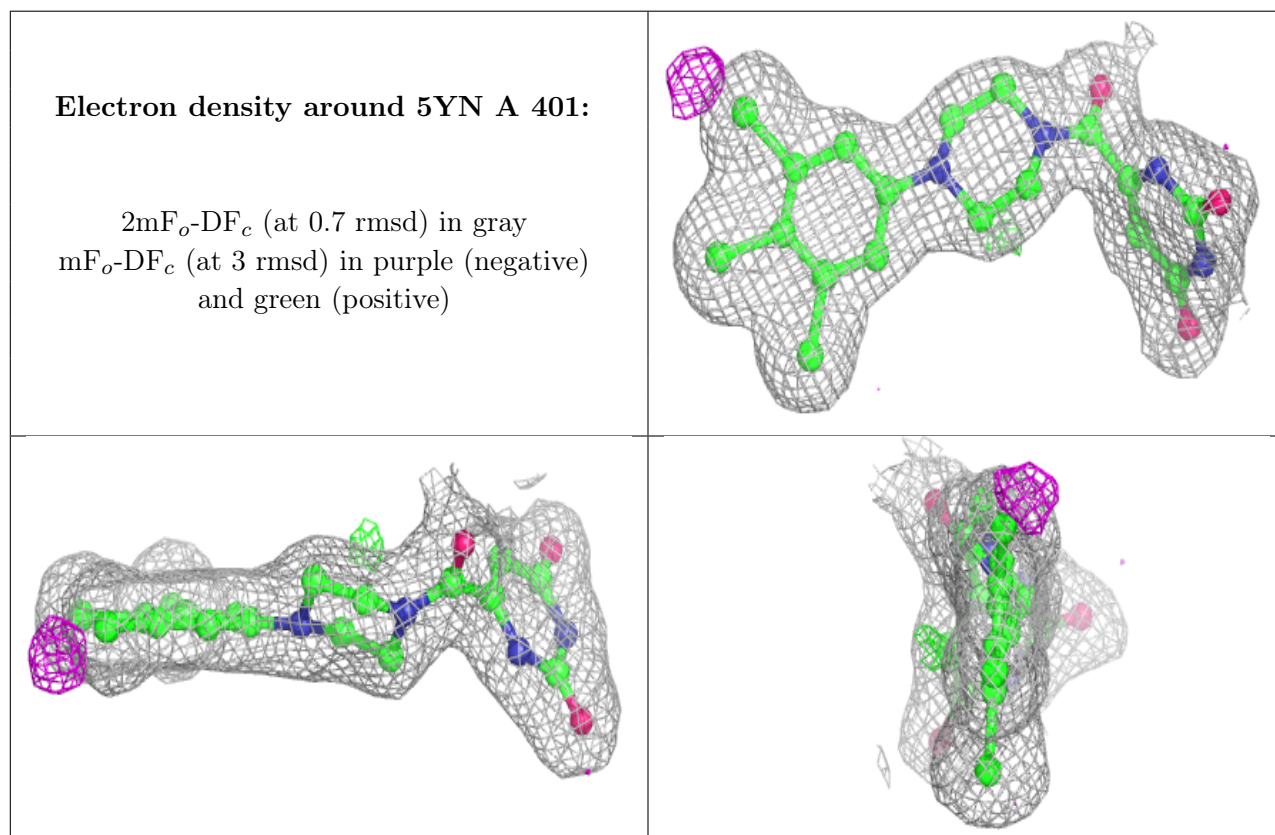 Electron density around 5YN A 401:
2mFo-DFc (at 0.7 rmsd) in gray
mFo-DFc (at 3 rmsd) in purple (negative)
and green (positive)